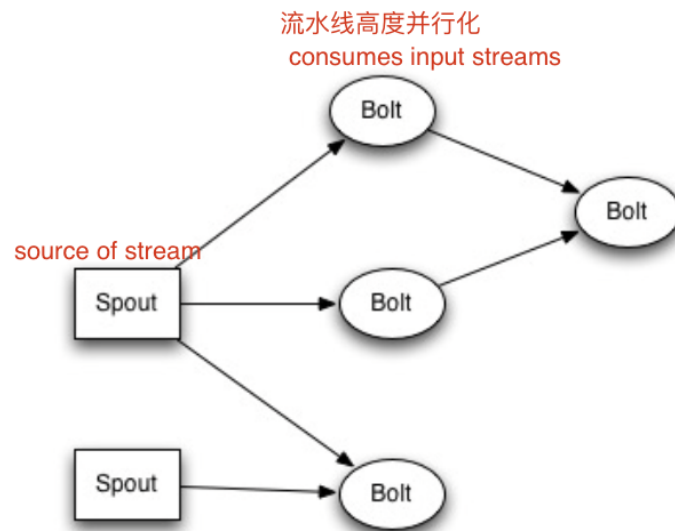 流水线高度并行化
consumes input streams
Bolt
Bolt
source of stream
Spout
Bolt
Spout
Bolt